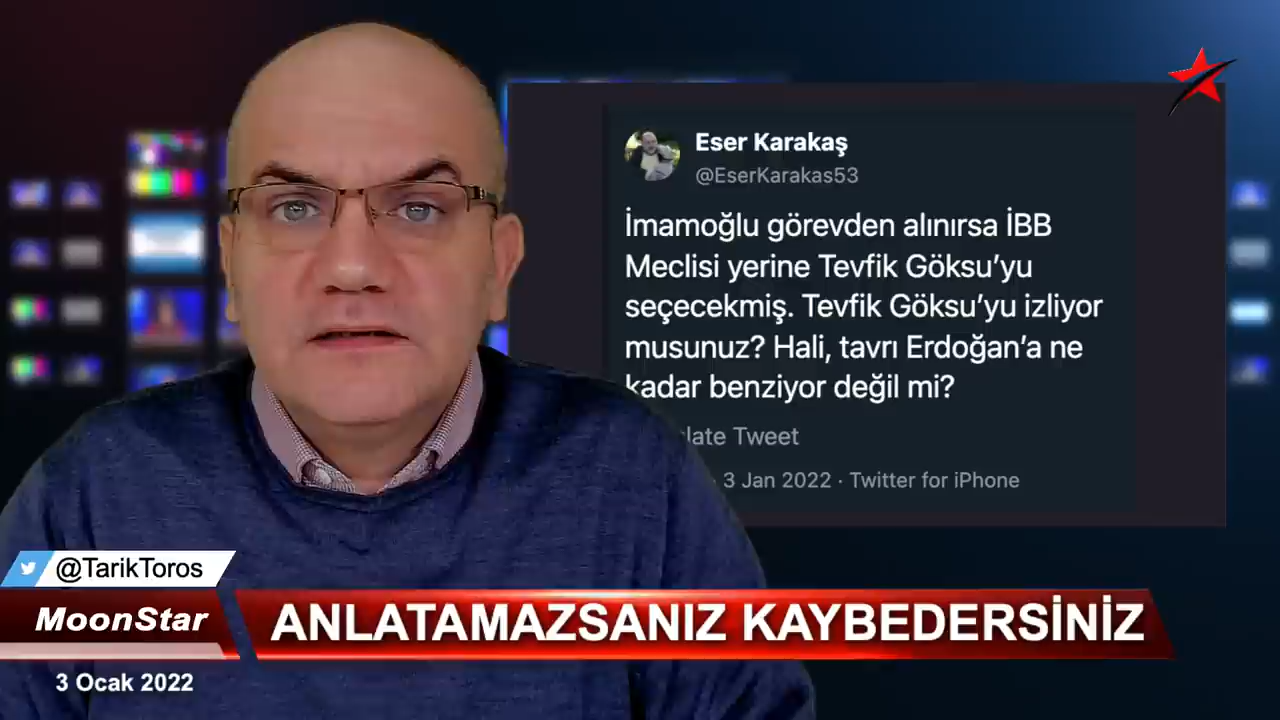 Eser Karakaş
@EserKarakas53
İmamoğlu görevden alınırsa İBB
Meclisi yerine Tevfik Göksu’yu
seçecekmiş. Tevfik Göksu’yu izliyor
musunuz? Hali, tavrı Erdoğan’a ne
kadar benziyor değil mi?
Tweet
· 3 Jan 2022 · Twitter for iPhone
@TarikToros
MoonStar
ANLATAMAZSANIZ KAYBEDERSİNİZ
3 Ocak 2022